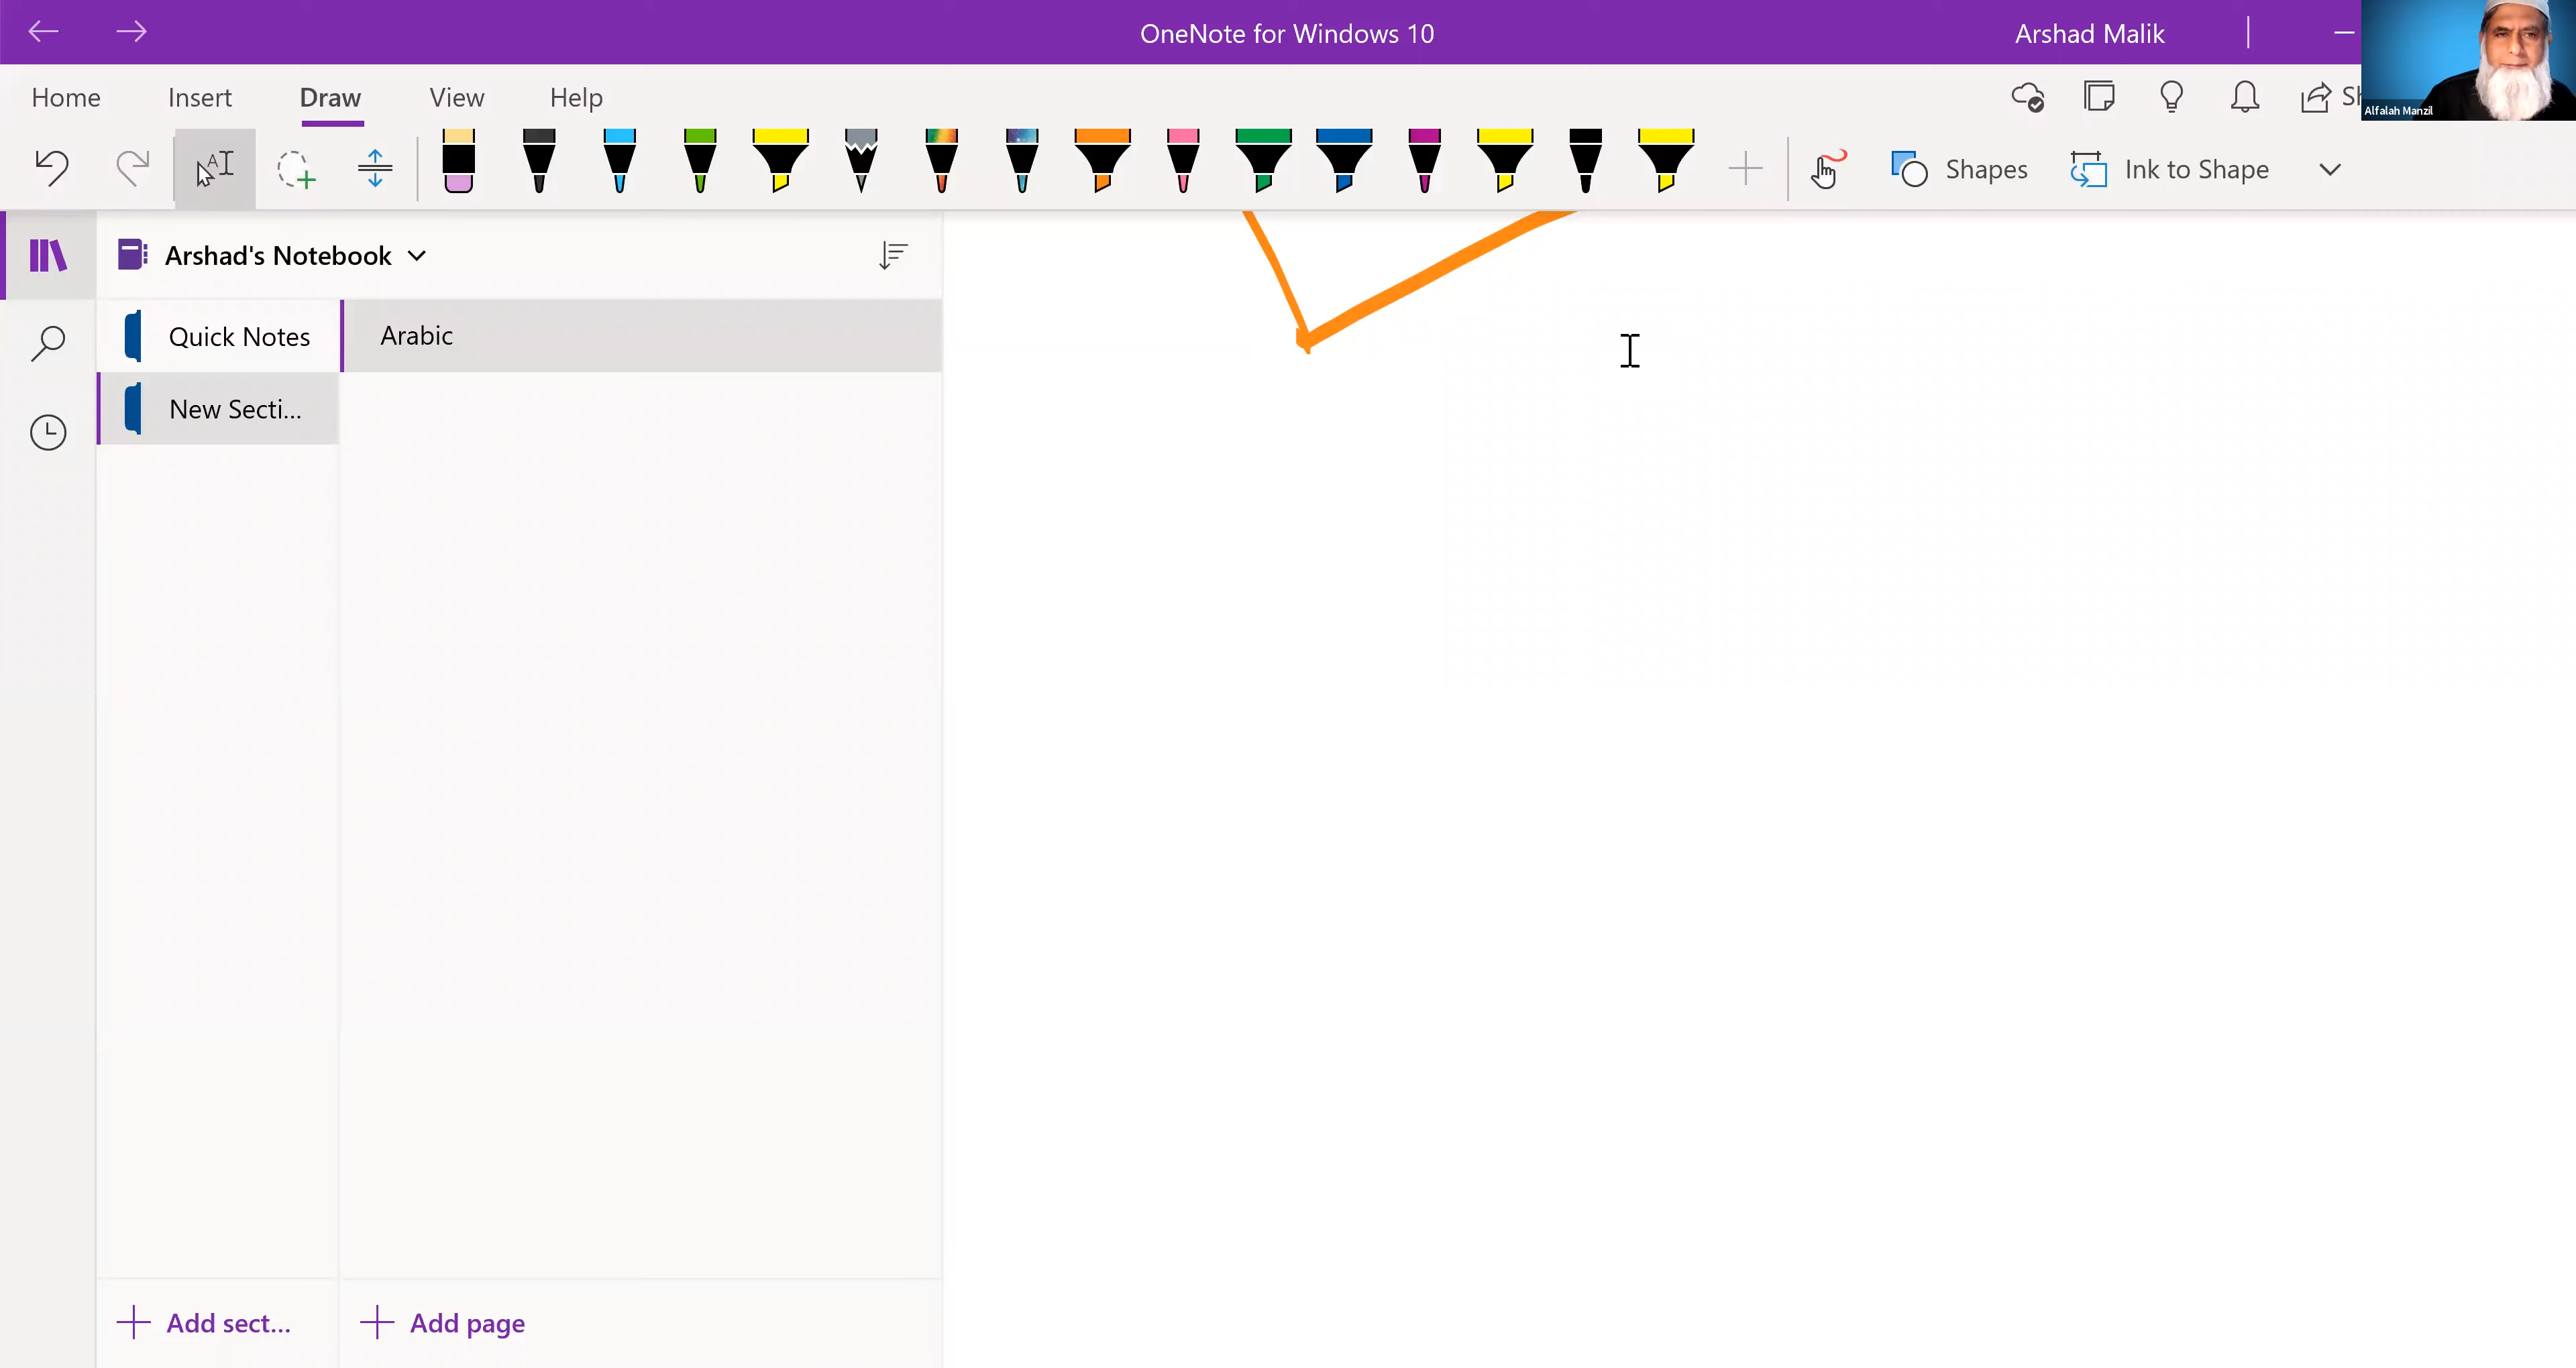 OneNote for Windows 10
Arshad Malik
Alfalah Manzil
Home Insert Draw View Help
Shapes Ink to Shape
Arshad's Notebook
Quick Notes
Arabic
New Secti...
Add sect...
Add page